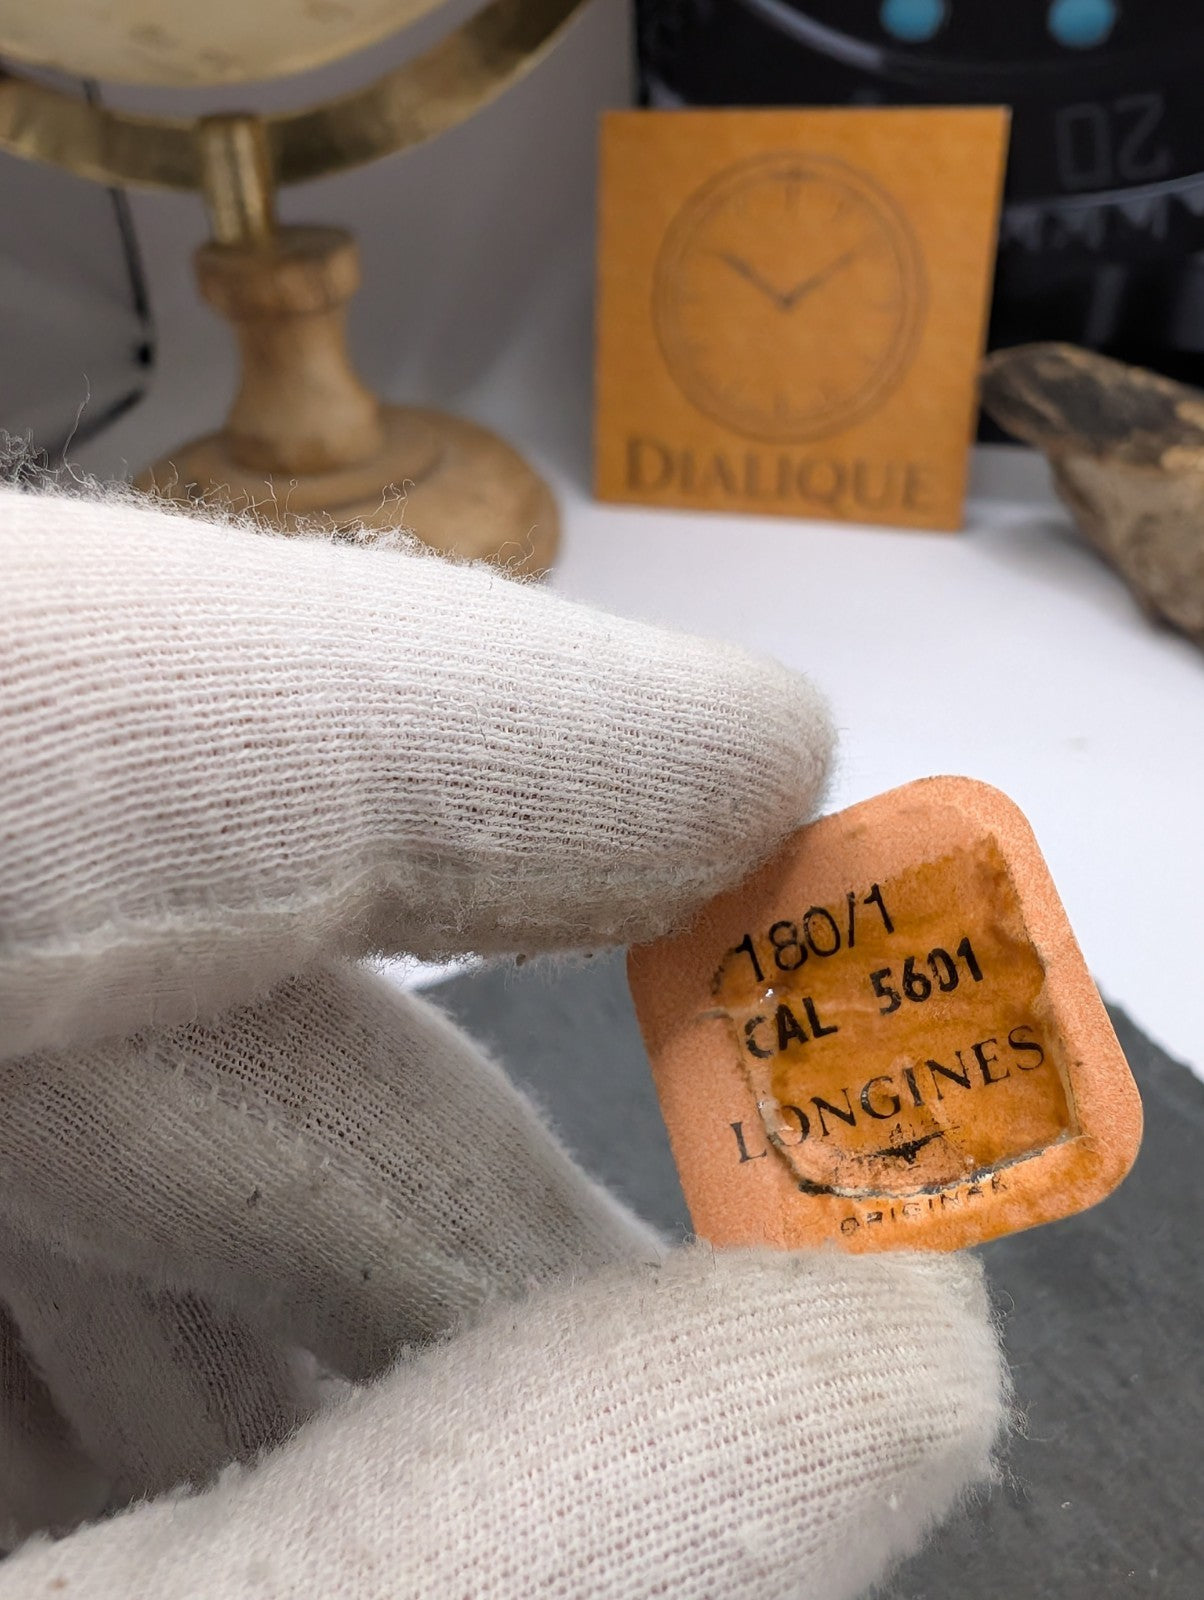 20
DIALIQUE
180/1
CAL 5601
LONGINES
ORIGINAL